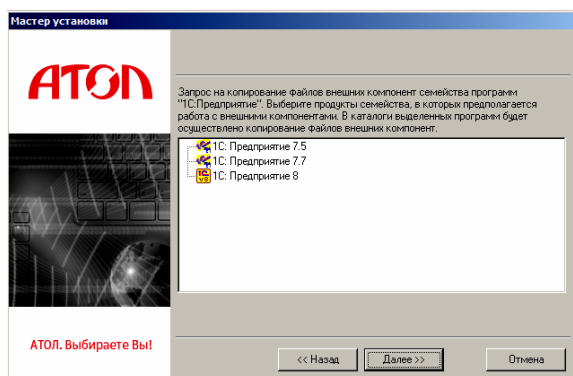 Мастер установки
АТОЛ
Запрос на копирование файлов внешних компонент семейства программ
"1С:Предприятие". Выберите продукты семейства, в которых предполагается
работа с внешними компонентами. В каталоги выделенных программ будет
осуществлено копирование файлов внешних компонент.
1С: Предприятие 7.5
1С: Предприятие 7.7
1С: Предприятие 8
АТОЛ. Выбираете Вы!
<< Назад
Далее >>
Отмена